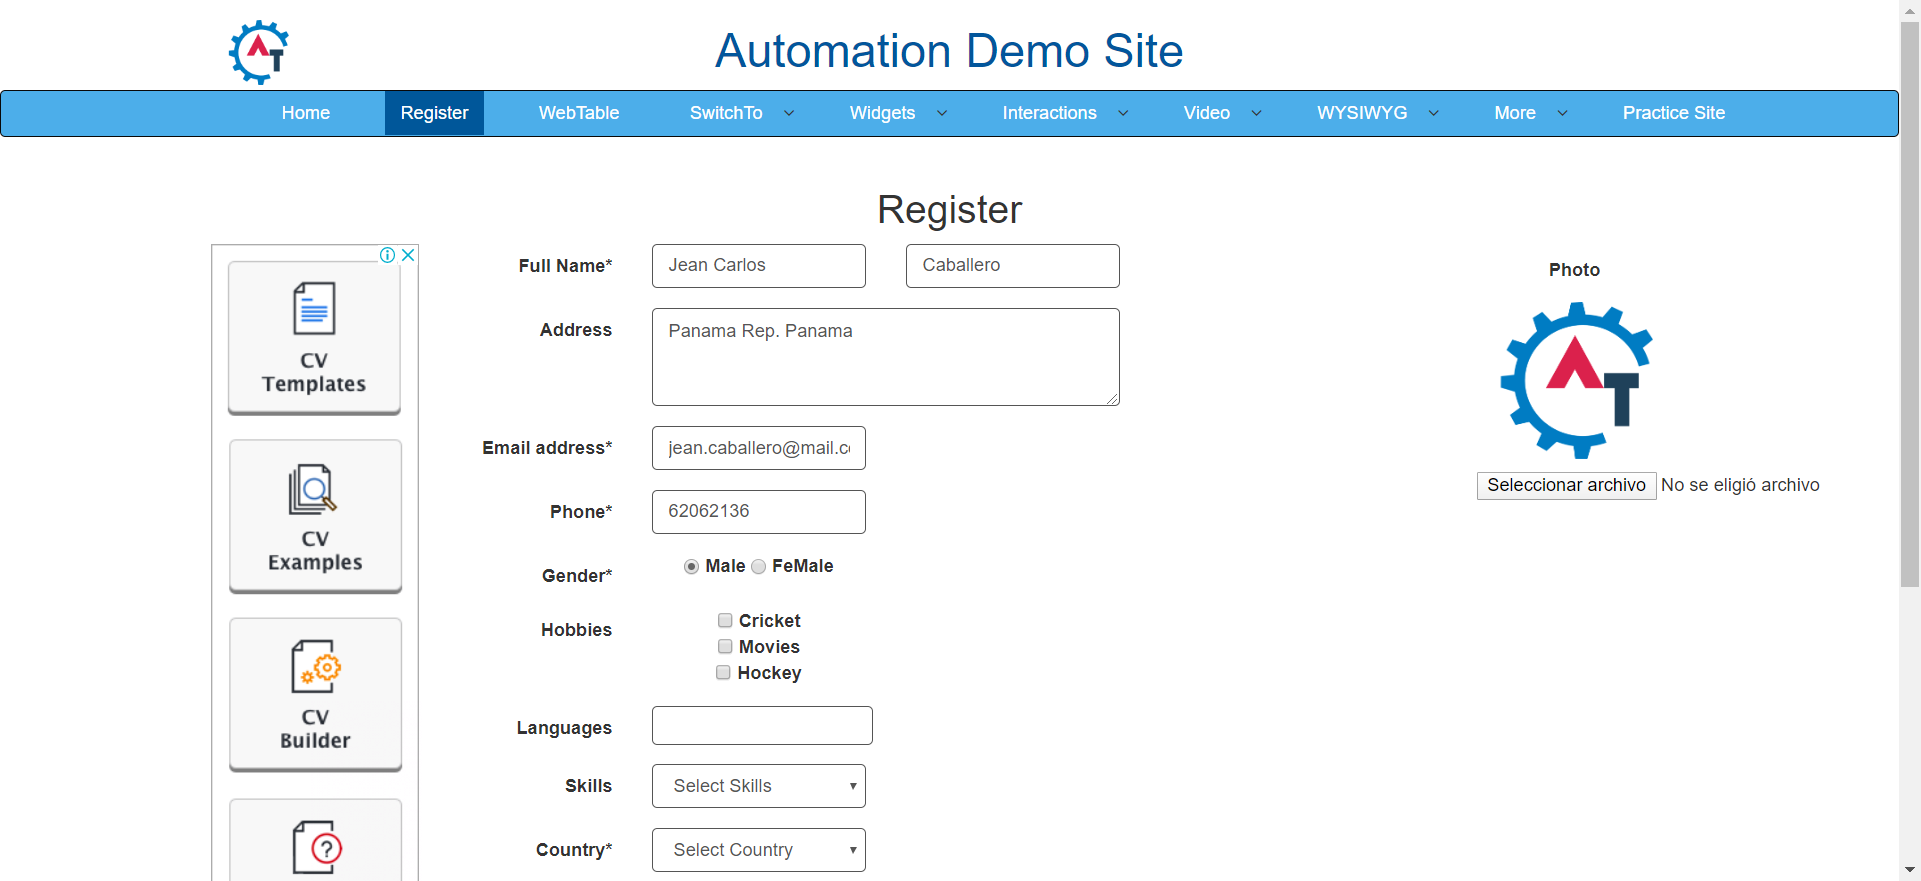 Automation Demo Site
Home Register WebTable SwitchTo Widgets Interactions Video WYSIWYG More Practice Site
Register
Full Name* Jean Carlos Caballero
Photo
Address Panama Rep. Panama
CV
Templates
Email address* jean.caballero@mail.c
Seleccionar archivo No se eligió archivo
Phone* 62062136
CV
Examples
Gender* Male FeMale
Hobbies Cricket
Movies
Hockey
CV
Builder
Languages
Skills Select Skills
Country* Select Country
AT
AT